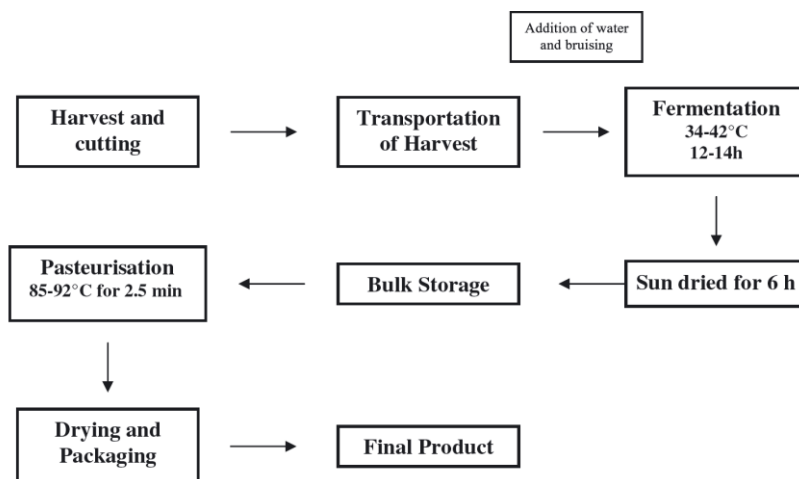 Addition of water
and bruising
Harvest and
cutting
Transportation
of Harvest
Fermentation
34-42°C
12-14h
Sun dried for 6 h
Bulk Storage
Pasteurisation
85-92°C for 2.5 min
Drying and
Packaging
Final Product